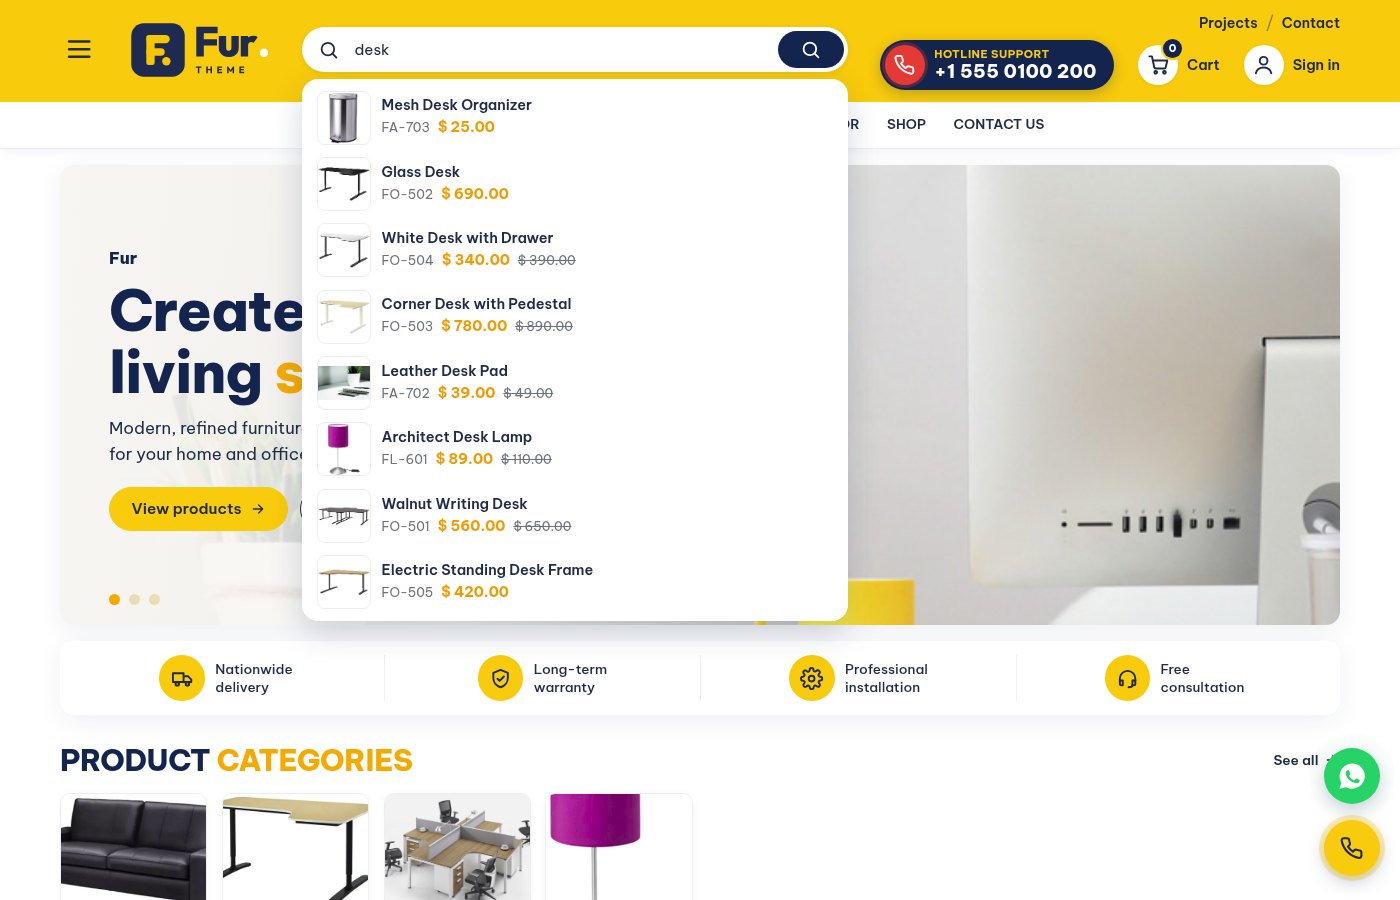 Projects / Contact
Fur.
THEME
desk
HOTLINE SUPPORT
+1 555 0100 200
0
Cart
Sign in
SHOP
CONTACT US
Mesh Desk Organizer
FA-703 $ 25.00
Glass Desk
FO-502 $ 690.00
White Desk with Drawer
FO-504 $ 340.00 $ 390.00
Corner Desk with Pedestal
FO-503 $ 780.00 $ 890.00
Leather Desk Pad
FA-702 $ 39.00 $ 49.00
Architect Desk Lamp
FL-601 $ 89.00 $ 110.00
Walnut Writing Desk
FO-501 $ 560.00 $ 650.00
Electric Standing Desk Frame
FO-505 $ 420.00
Fur
Create
living
Modern, refined
for your home and office
View products →
Nationwide
delivery
Long-term
warranty
Professional
installation
Free
consultation
PRODUCT CATEGORIES
See all